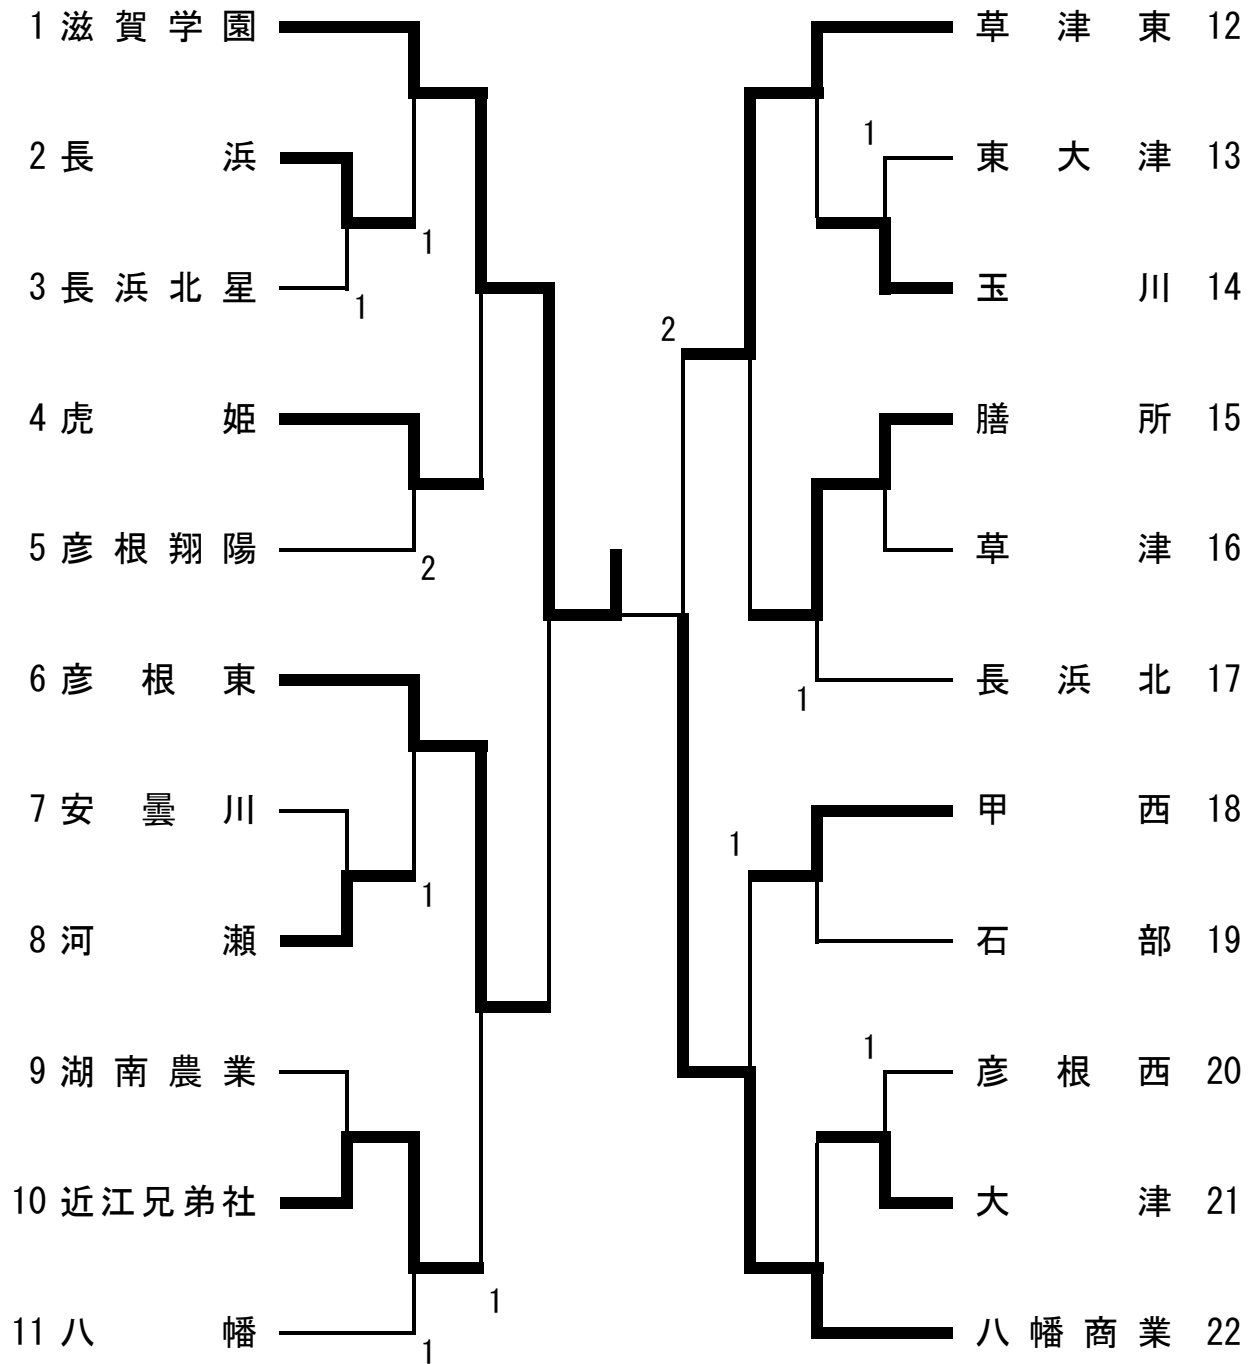 1 滋賀学園
2 長浜
1
3 長浜北星
1
4 虎姫
5 彦根翔陽
2
6 彦根東
7 安曇川
8 河瀬
1
9 湖南農業
10 近江兄弟社
1
11 八幡
1
草津東 12
1
東大津 13
玉川 14
2
膳所 15
草津 16
長浜北 17
1
甲西 18
1
石部 19
1
彦根西 20
大津 21
八幡商業 22